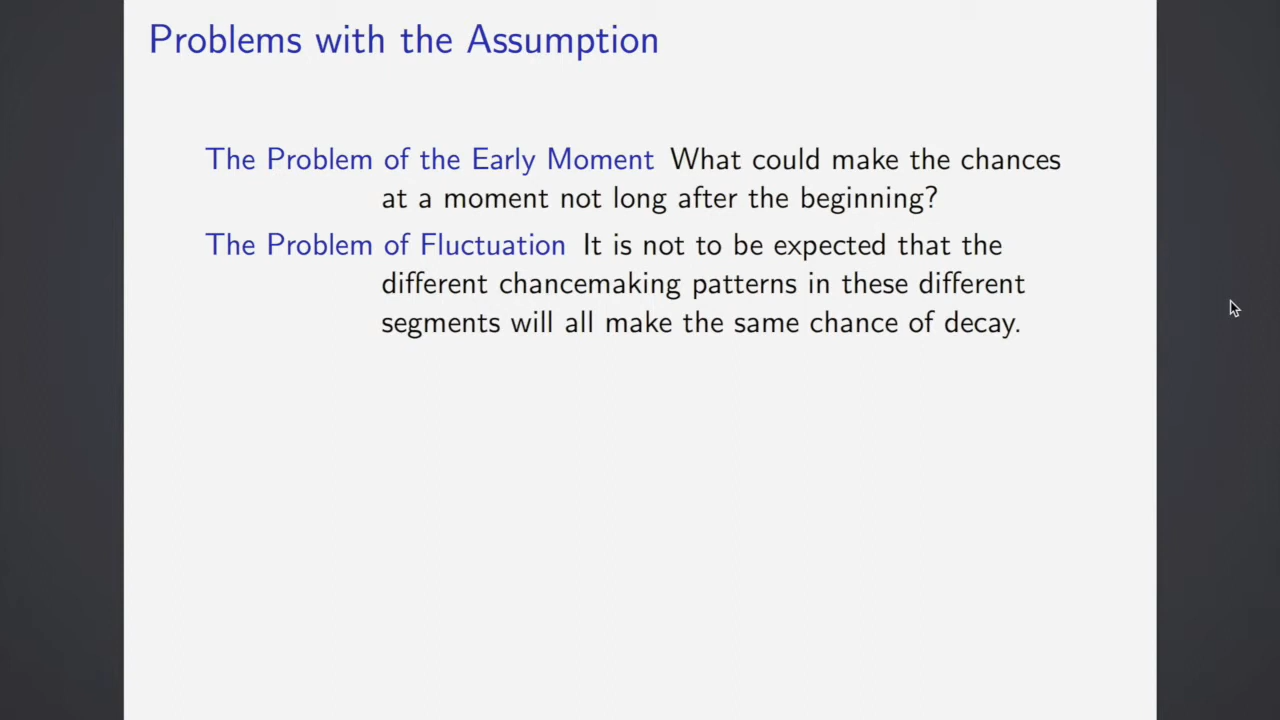 Problems with the Assumption
The Problem of the Early Moment What could make the chances
at a moment not long after the beginning?
The Problem of Fluctuation It is not to be expected that the
different chancemaking patterns in these different
segments will all make the same chance of decay.